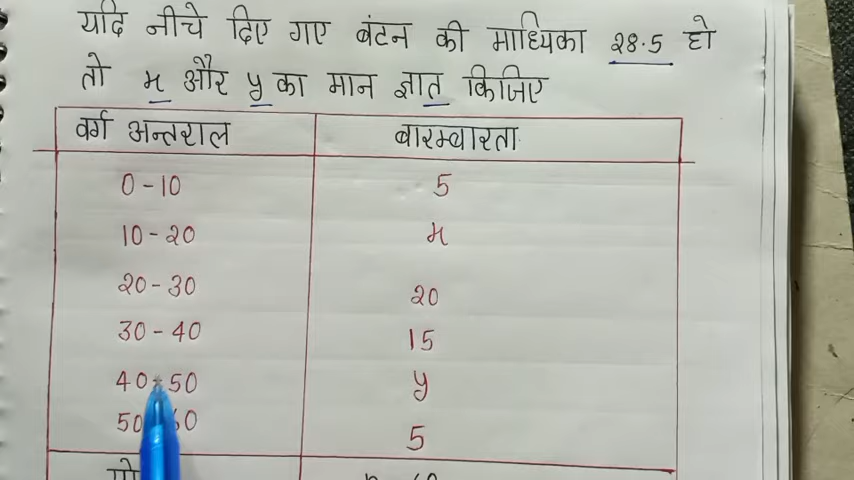 यदि नीचे दिए गए बंटन की माध्यिका 28.5 हो
तो x और y का मान ज्ञात किजिए
वर्ग अन्तराल बारम्बारता
0-10 5
10-20 x
20-30 20
30-40 15
40-50 y
50-60 5